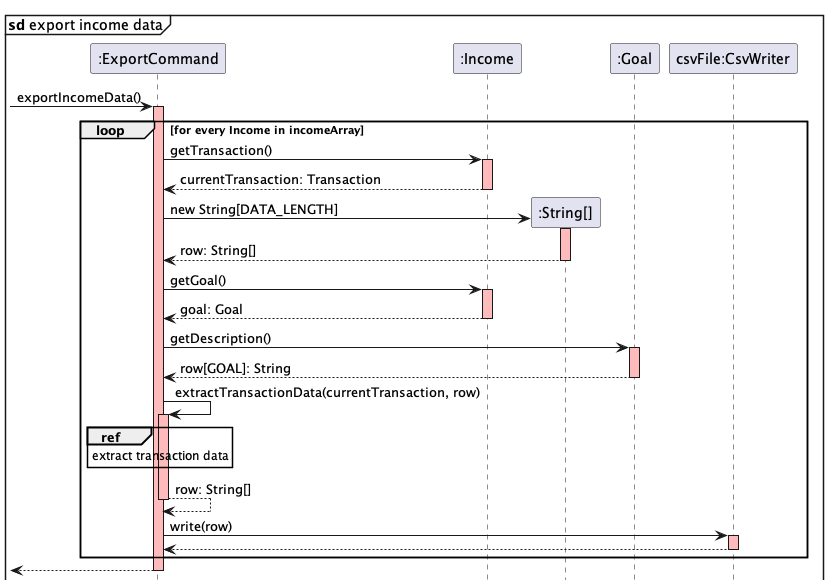 sd export income data
:ExportCommand :Income :Goal csvFile:CsvWriter
exportIncomeData()
loop [for every Income in incomeArray]
getTransaction()
currentTransaction: Transaction
new String[DATA_LENGTH] :String[]
row: String[]
getGoal()
goal: Goal
getDescription()
row[GOAL]: String
extractTransactionData(currentTransaction, row)
ref
extract transaction data
row: String[]
write(row)